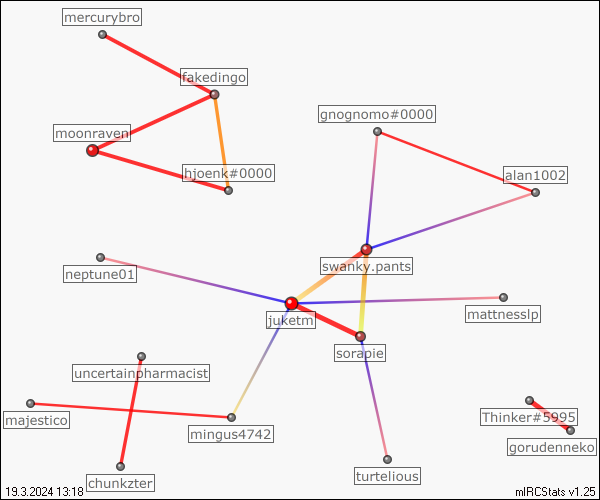 mercurybro
fakedingo
gnognomo#0000
moonraven
hjoenk#0000
alan1002
swanky.pants
neptune01
mattnesslp
juketm
sorapie
uncertainpharmacist
majestico
Thinker#5995
mingus4742
gorudenneko
chunkzter
turtelious
19.3.2024 13:18
mIRCStats v1.25